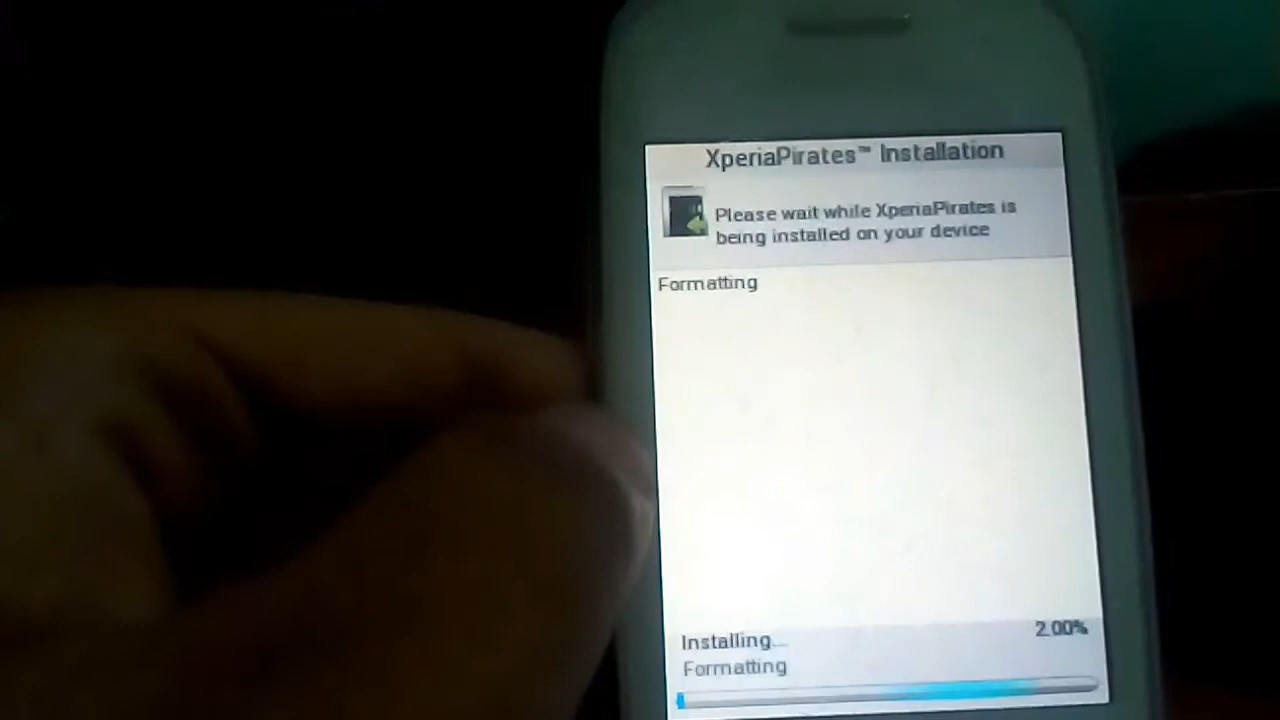 XperiaPirates™ Installation
Please wait while XperiaPirates is
being installed on your device
Formatting
2.00%
Installing...
Formatting